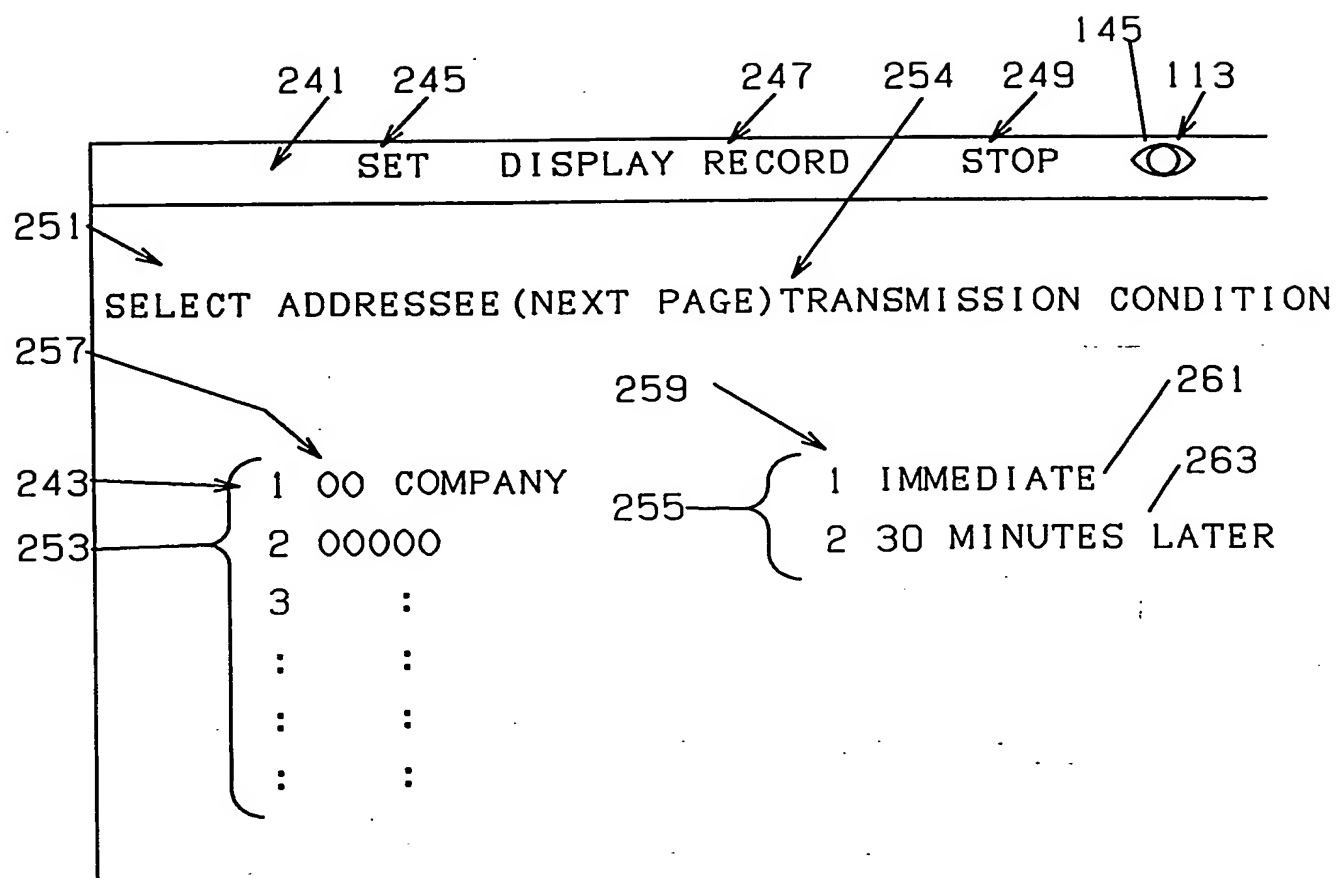 145
241 245 247 254 249 113
SET DISPLAY RECORD STOP
251
SELECT ADDRESSEE (NEXT PAGE) TRANSMISSION CONDITION
257
259 261
243 1 OO COMPANY 1 IMMEDIATE 263
255
253 2 OOOOO 2 30 MINUTES LATER
3 :
: :
: :
: :